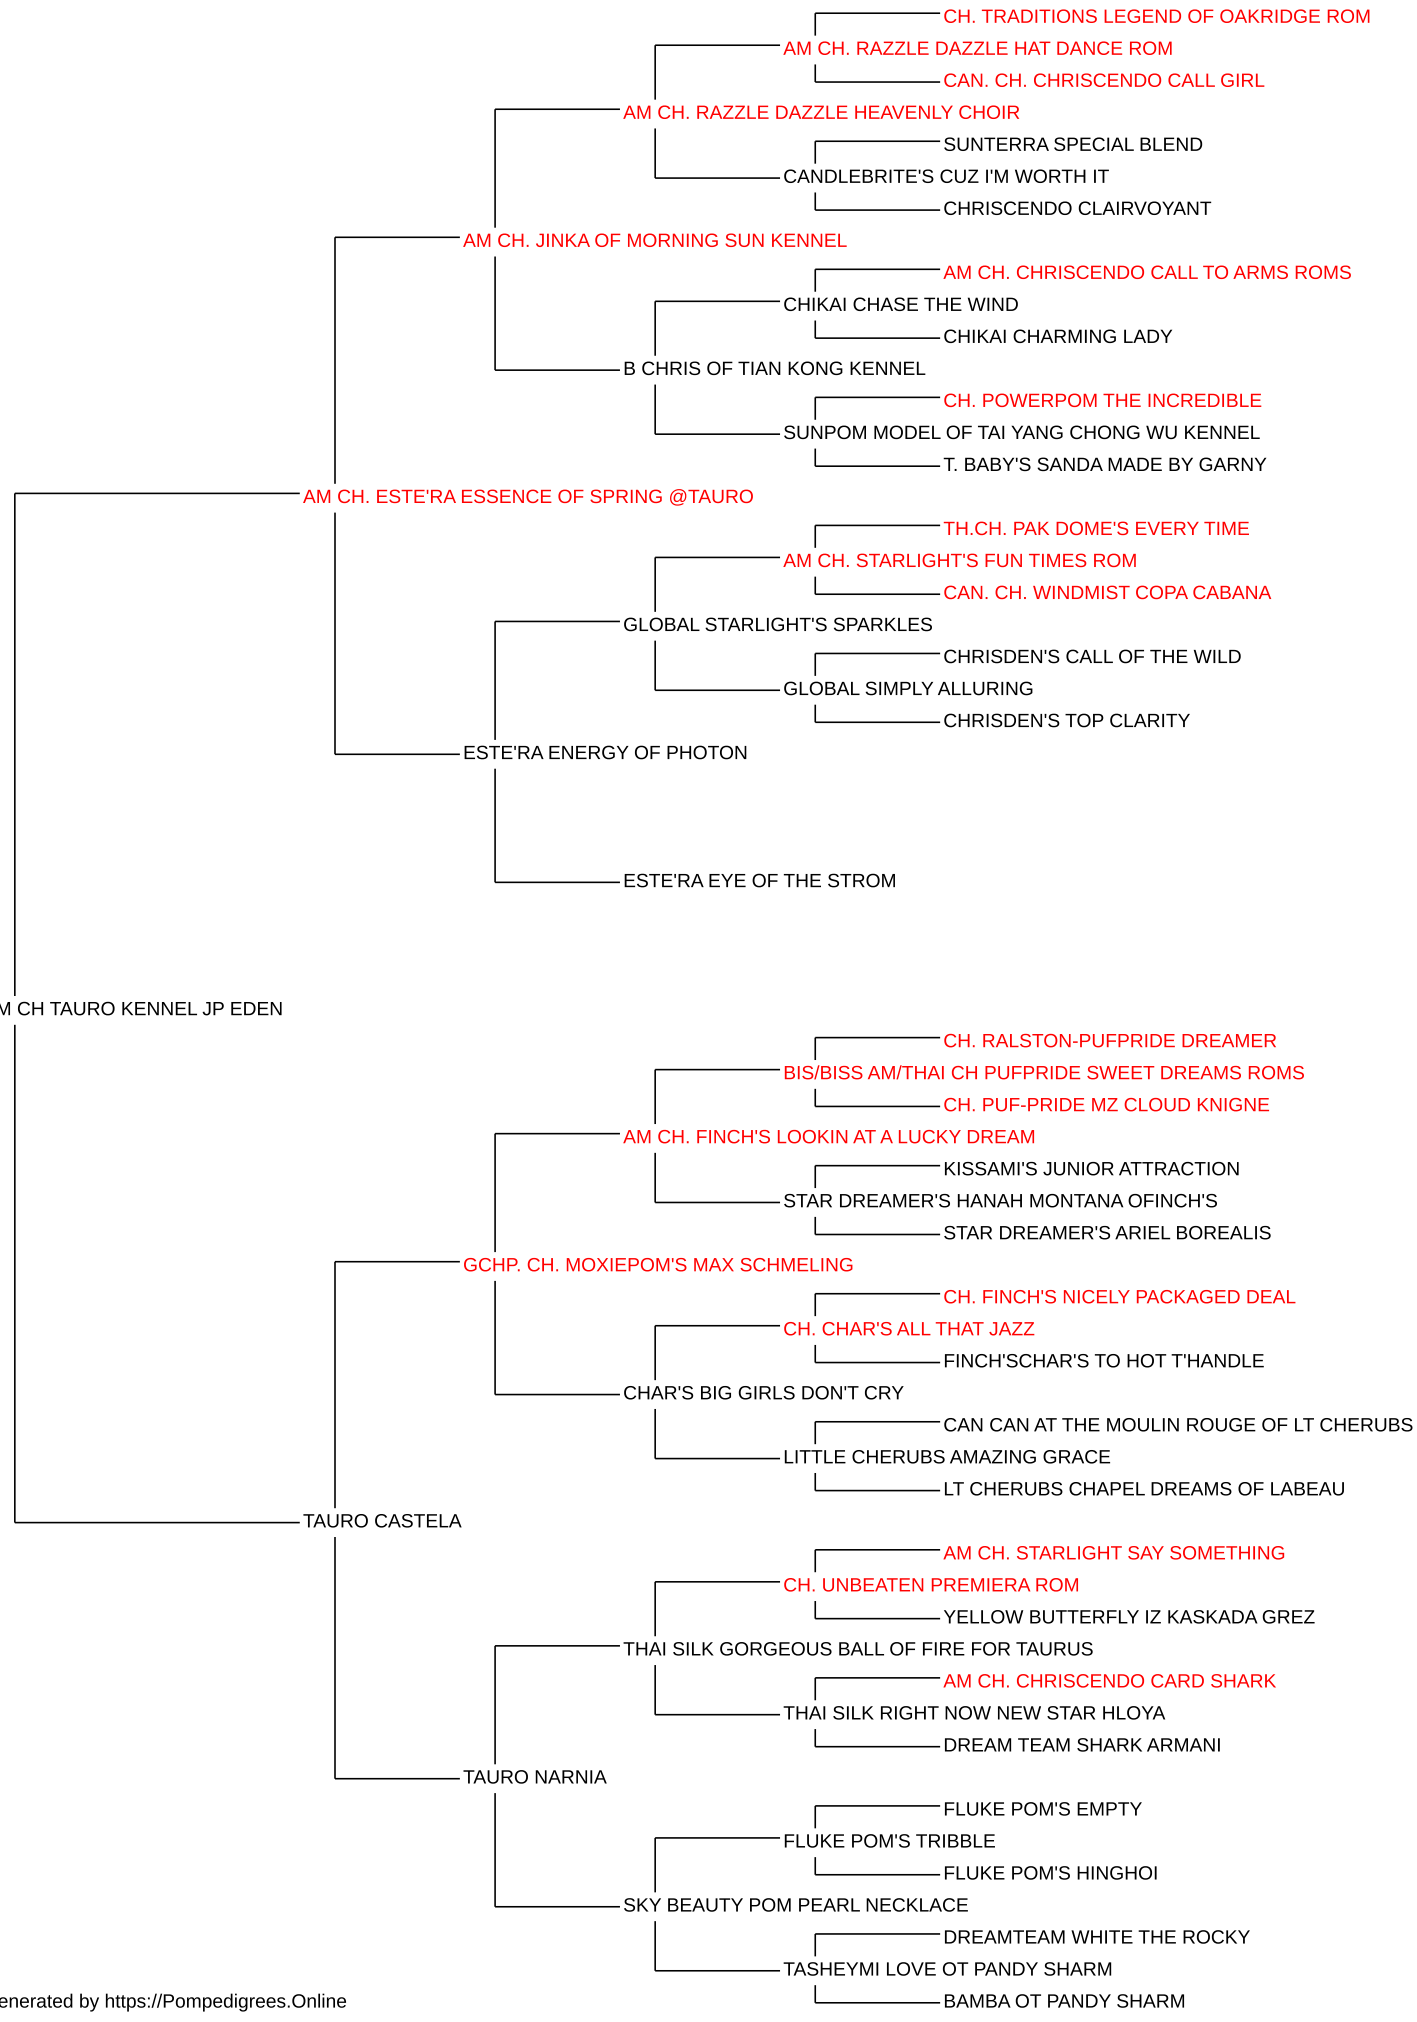 CH. TRADITIONS LEGEND OF OAKRIDGE ROM
AM CH. RAZZLE DAZZLE HAT DANCE ROM
CAN. CH. CHRISCENDO CALL GIRL
AM CH. RAZZLE DAZZLE HEAVENLY CHOIR
SUNTERRA SPECIAL BLEND
CANDLEBRITE'S CUZ I'M WORTH IT
CHRISCENDO CLAIRVOYANT
AM CH. JINKA OF MORNING SUN KENNEL
AM CH. CHRISCENDO CALL TO ARMS ROMS
CHIKAI CHASE THE WIND
CHIKAI CHARMING LADY
B CHRIS OF TIAN KONG KENNEL
CH. POWERPOM THE INCREDIBLE
SUNPOM MODEL OF TAI YANG CHONG WU KENNEL
T. BABY'S SANDA MADE BY GARNY
AM CH. ESTE'RA ESSENCE OF SPRING @TAURO
TH.CH. PAK DOME'S EVERY TIME
AM CH. STARLIGHT'S FUN TIMES ROM
CAN. CH. WINDMIST COPA CABANA
GLOBAL STARLIGHT'S SPARKLES
CHRISDEN'S CALL OF THE WILD
GLOBAL SIMPLY ALLURING
CHRISDEN'S TOP CLARITY
ESTE'RA ENERGY OF PHOTON
ESTE'RA EYE OF THE STROM
M CH TAURO KENNEL JP EDEN
CH. RALSTON-PUFPRIDE DREAMER
BIS/BISS AM/THAI CH PUFPRIDE SWEET DREAMS ROMS
CH. PUF-PRIDE MZ CLOUD KNIGNE
AM CH. FINCH'S LOOKIN AT A LUCKY DREAM
KISSAMI'S JUNIOR ATTRACTION
STAR DREAMER'S HANAH MONTANA OFINCH'S
STAR DREAMER'S ARIEL BOREALIS
GCHP. CH. MOXIEPOM'S MAX SCHMELING
CH. FINCH'S NICELY PACKAGED DEAL
CH. CHAR'S ALL THAT JAZZ
FINCH'SCHAR'S TO HOT T'HANDLE
CHAR'S BIG GIRLS DON'T CRY
CAN CAN AT THE MOULIN ROUGE OF LT CHERUBS
LITTLE CHERUBS AMAZING GRACE
LT CHERUBS CHAPEL DREAMS OF LABEAU
TAURO CASTELA
AM CH. STARLIGHT SAY SOMETHING
CH. UNBEATEN PREMIERA ROM
YELLOW BUTTERFLY IZ KASKADA GREZ
THAI SILK GORGEOUS BALL OF FIRE FOR TAURUS
AM CH. CHRISCENDO CARD SHARK
THAI SILK RIGHT NOW NEW STAR HLOYA
DREAM TEAM SHARK ARMANI
TAURO NARNIA
FLUKE POM'S EMPTY
FLUKE POM'S TRIBBLE
FLUKE POM'S HINGHOI
SKY BEAUTY POM PEARL NECKLACE
DREAMTEAM WHITE THE ROCKY
TASHEYMI LOVE OT PANDY SHARM
BAMBA OT PANDY SHARM
enerated by https://Pompedigrees.Online